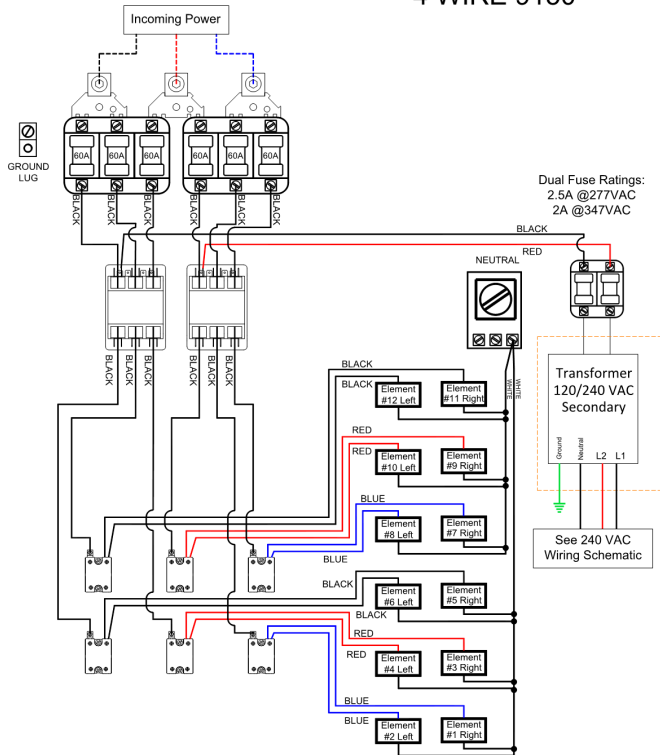 Incoming Power
60A
60A
60A
60A
60A
60A
GROUND
LUG
BLACK
BLACK
BLACK
BLACK
BLACK
BLACK
Dual Fuse Ratings:
2.5A @277VAC
2A @347VAC
BLACK
RED
NEUTRAL
BLACK
BLACK
BLACK
BLACK
BLACK
BLACK
WHITE
WHITE
Transformer
120/240 VAC
Secondary
Ground
Neutral
L2
L1
See 240 VAC
Wiring Schematic
BLACK
BLACK
Element
#12 Left
Element
#11 Right
RED
RED
Element
#10 Left
Element
#9 Right
BLUE
BLUE
Element
#8 Left
Element
#7 Right
BLACK
BLACK
Element
#6 Left
Element
#5 Right
RED
RED
Element
#4 Left
Element
#3 Right
BLUE
BLUE
Element
#2 Left
Element
#1 Right